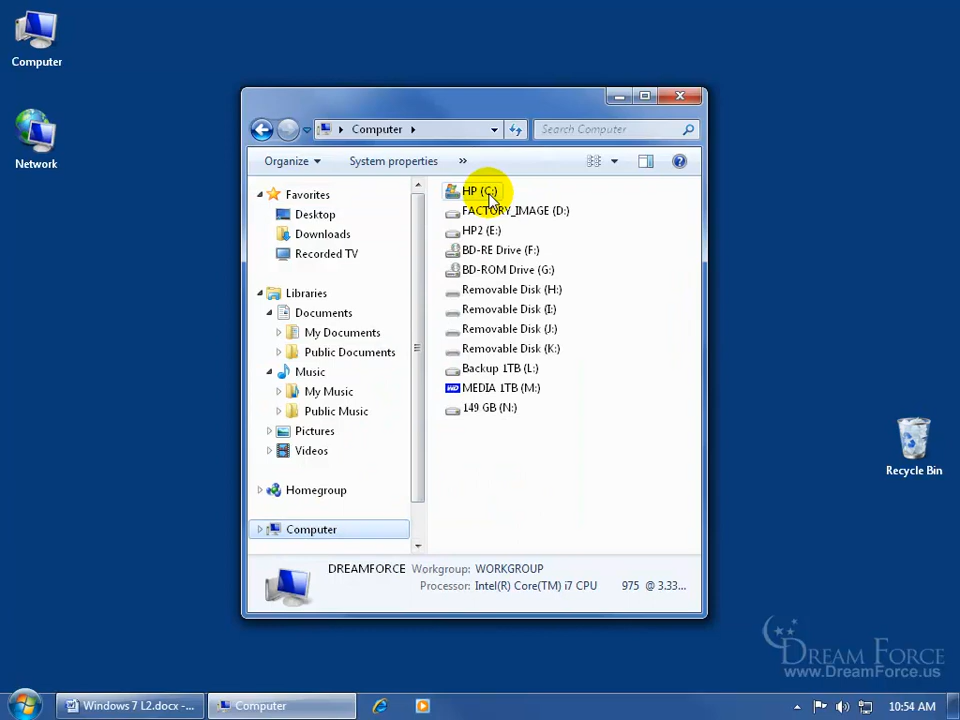 Computer
Network
Computer
Search Computer
Organize
System properties
»
Favorites
Desktop
Downloads
Recorded TV
Libraries
Documents
My Documents
Public Documents
Music
My Music
Public Music
Pictures
Videos
Homegroup
Computer
HP (C:)
FACTORY_IMAGE (D:)
HP2 (E:)
BD-RE Drive (F:)
BD-ROM Drive (G:)
Removable Disk (H:)
Removable Disk (I:)
Removable Disk (J:)
Removable Disk (K:)
Backup 1TB (L:)
WD MEDIA 1TB (M:)
149 GB (N:)
DREAMFORCE Workgroup: WORKGROUP
Processor: Intel(R) Core(TM) i7 CPU 975 @ 3.33...
Recycle Bin
DREAM FORCE
www.DreamForce.us
Windows 7 L2.docx -...
Computer
10:54 AM